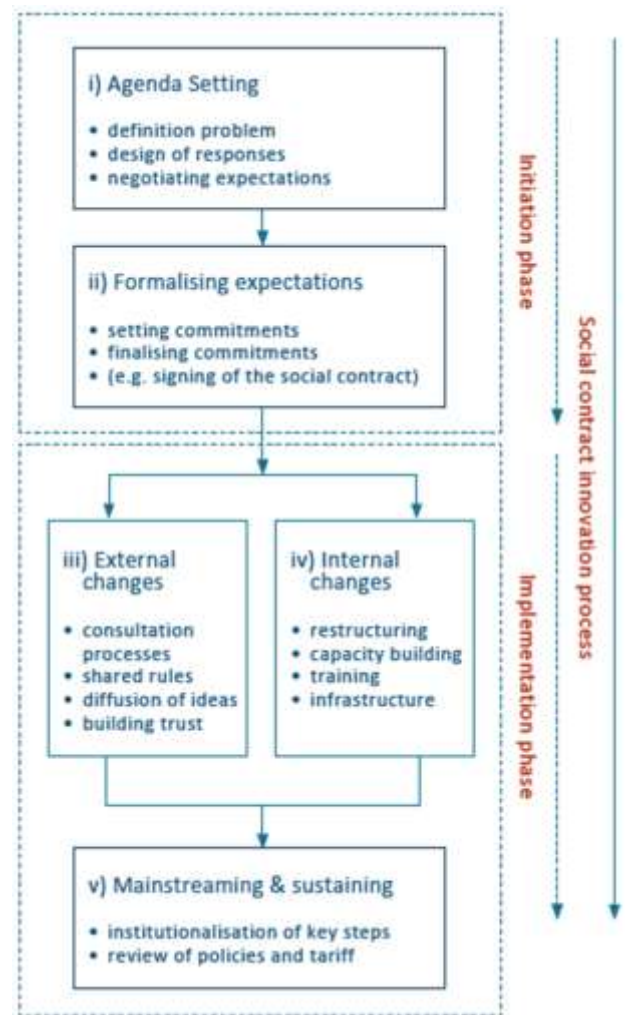 i) Agenda Setting
• definition problem
• design of responses
• negotiating expectations
ii) Formalising expectations
• setting commitments
• finalising commitments
• (e.g. signing of the social contract)
Initiation phase
iii) External
changes
• consultation
processes
• shared rules
• diffusion of ideas
• building trust
iv) Internal
changes
• restructuring
• capacity building
• training
• infrastructure
v) Mainstreaming & sustaining
• institutionalisation of key steps
• review of policies and tariff
Implementation phase
Social contract innovation process